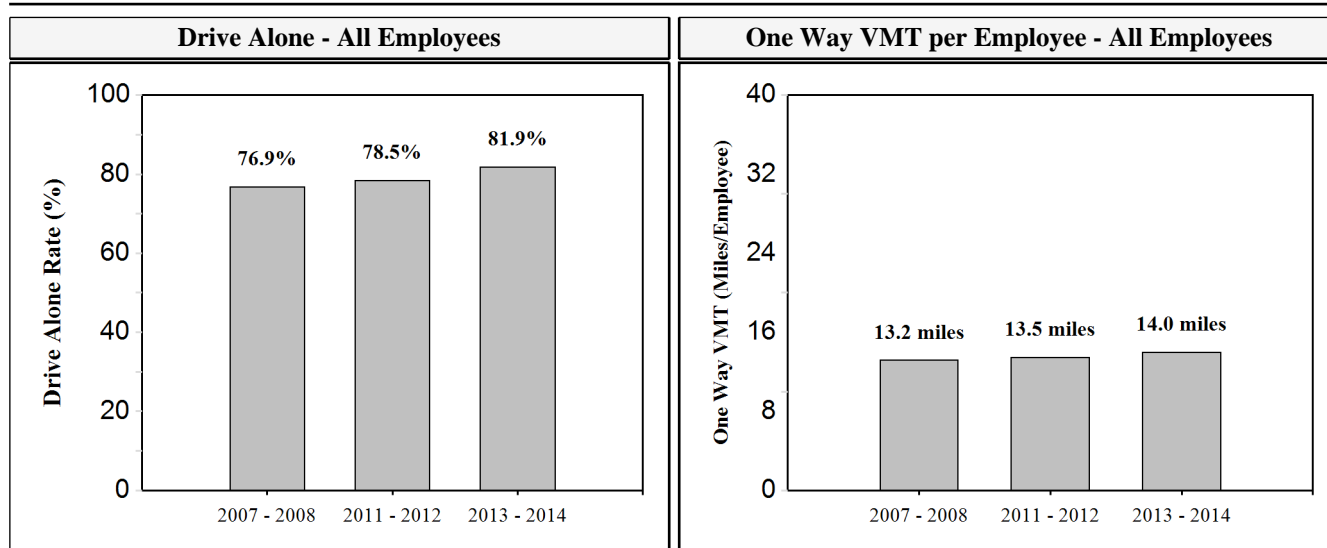 Drive Alone - All Employees
100
80
60
40
20
0
Drive Alone Rate (%)
76.9%
78.5%
81.9%
2007 - 2008
2011 - 2012
2013 - 2014
One Way VMT per Employee - All Employees
40
32
24
16
8
0
One Way VMT (Miles/Employee)
13.2 miles
13.5 miles
14.0 miles
2007 - 2008
2011 - 2012
2013 - 2014